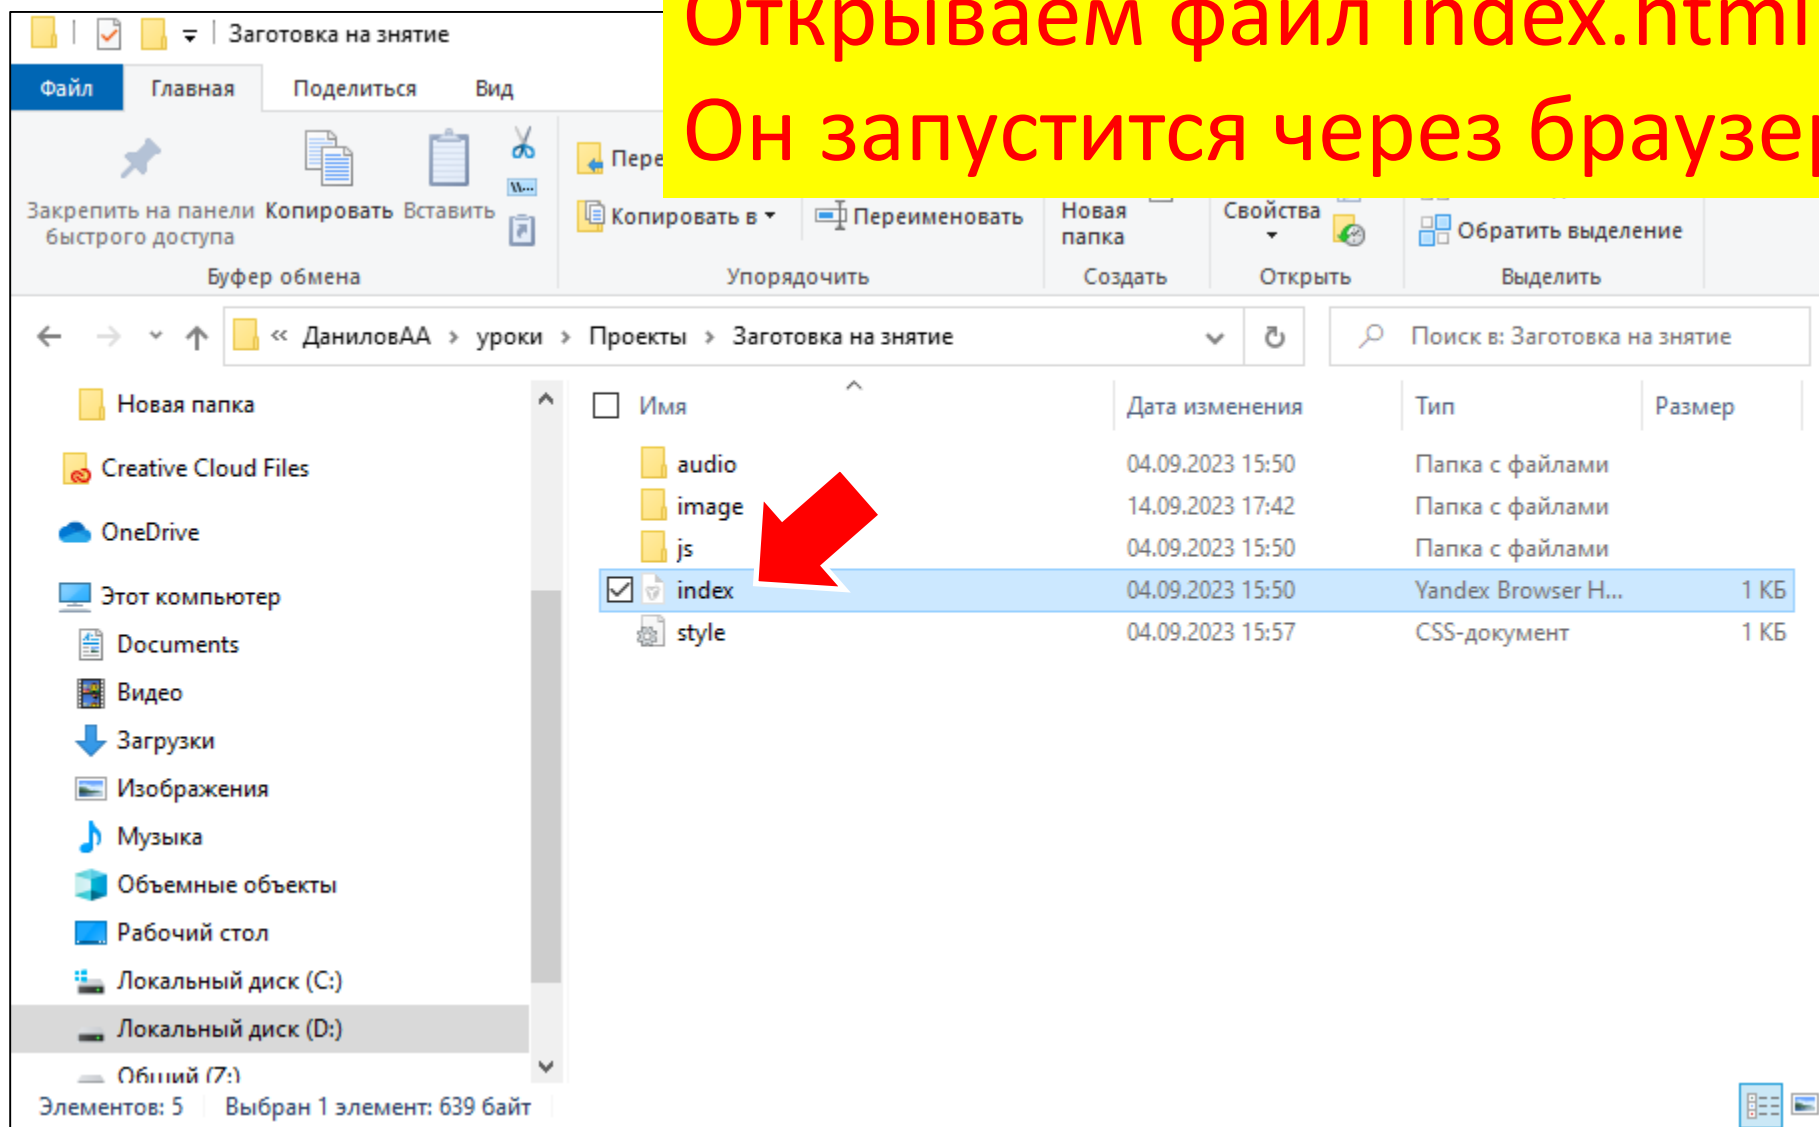 Открываем файл index.html
Он запустится через браузер
Заготовка на знятие
Файл Главная Поделиться Вид
Закрепить на панели быстрого доступа
Копировать Вставить
Буфер обмена
Пере
Копировать в
Переименовать
Упорядочить
Новая папка
Создать
Свойства
Открыть
Обратить выделение
Выделить
« ДаниловАА > уроки > Проекты > Заготовка на знятие
Поиск в: Заготовка на знятие
Новая папка
Creative Cloud Files
OneDrive
Этот компьютер
Documents
Видео
Загрузки
Изображения
Музыка
Объемные объекты
Рабочий стол
Локальный диск (C:)
Локальный диск (D:)
Общий (Z:)
Имя Дата изменения Тип Размер
audio 04.09.2023 15:50 Папка с файлами
image 14.09.2023 17:42 Папка с файлами
js 04.09.2023 15:50 Папка с файлами
index 04.09.2023 15:50 Yandex Browser H... 1 КБ
style 04.09.2023 15:57 CSS-документ 1 КБ
Элементов: 5 Выбран 1 элемент: 639 байт